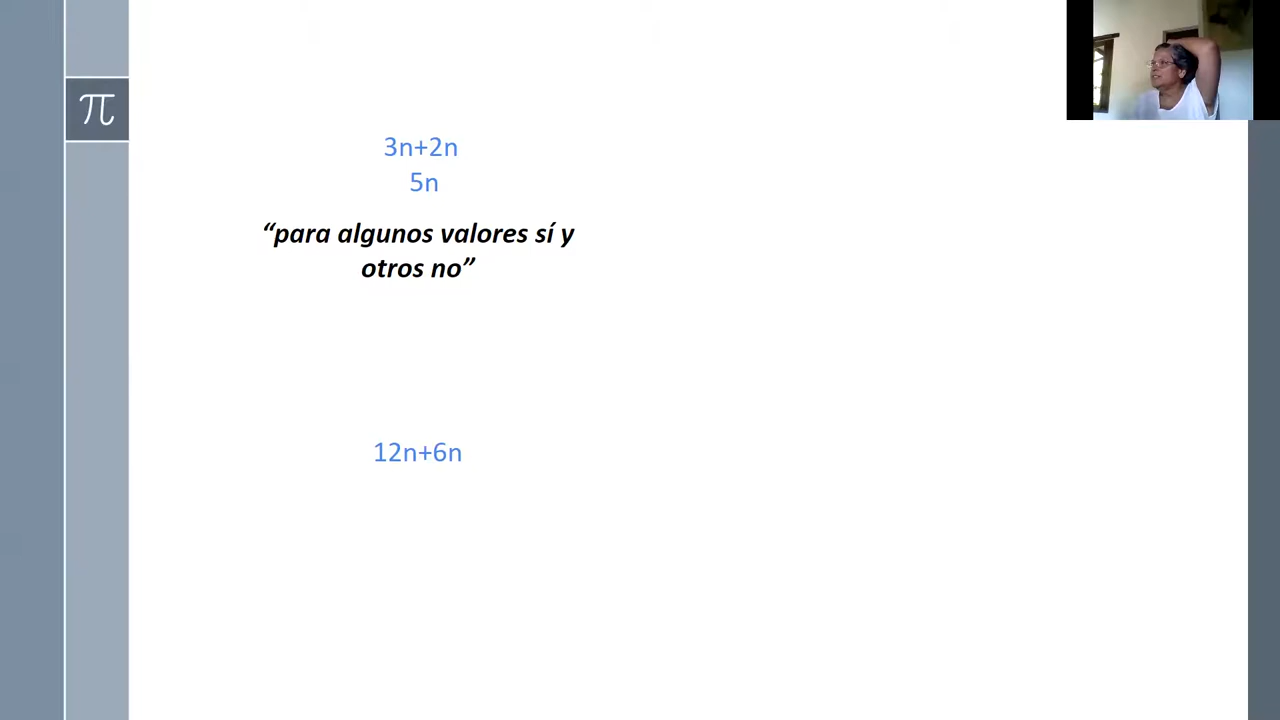 π
3n+2n
5n
“para algunos valores sí y
otros no”
12n+6n